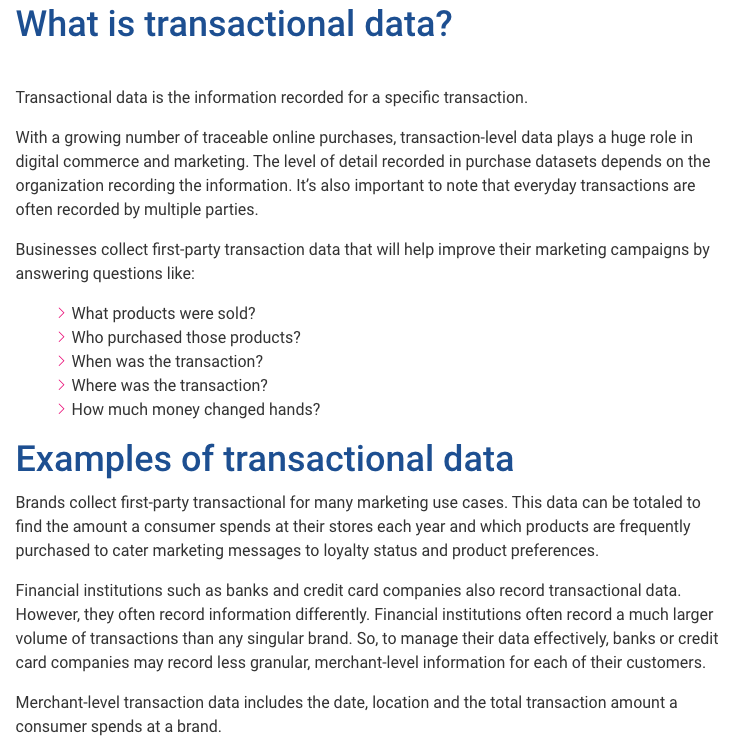 What is transactional data?
Transactional data is the information recorded for a specific transaction.
With a growing number of traceable online purchases, transaction-level data plays a huge role in
digital commerce and marketing. The level of detail recorded in purchase datasets depends on the
organization recording the information. It’s also important to note that everyday transactions are
often recorded by multiple parties.
Businesses collect first-party transaction data that will help improve their marketing campaigns by
answering questions like:
What products were sold?
Who purchased those products?
When was the transaction?
Where was the transaction?
How much money changed hands?
Examples of transactional data
Brands collect first-party transactional for many marketing use cases. This data can be totaled to
find the amount a consumer spends at their stores each year and which products are frequently
purchased to cater marketing messages to loyalty status and product preferences.
Financial institutions such as banks and credit card companies also record transactional data.
However, they often record information differently. Financial institutions often record a much larger
volume of transactions than any singular brand. So, to manage their data effectively, banks or credit
card companies may record less granular, merchant-level information for each of their customers.
Merchant-level transaction data includes the date, location and the total transaction amount a
consumer spends at a brand.